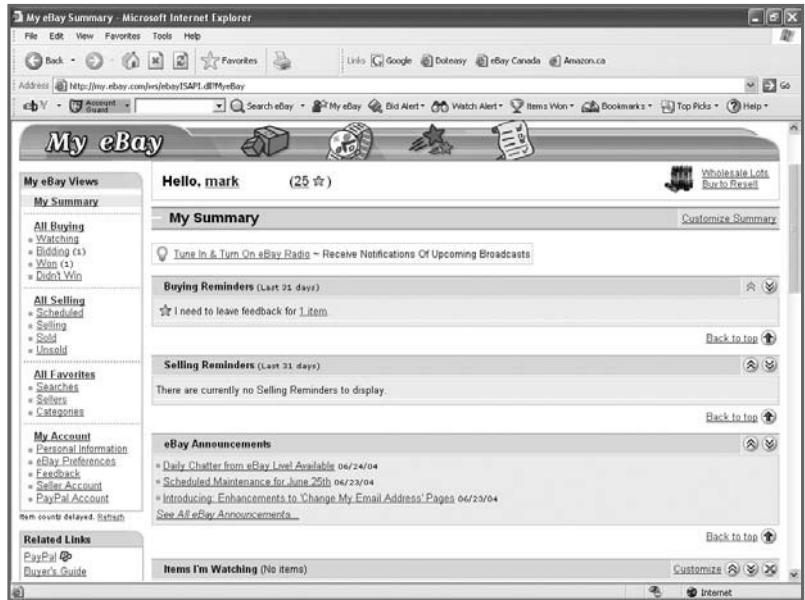 My eBay Summary - Microsoft Internet Explorer
File Edit View Favorites Tools Help
Back Favorites Links Google Doteasy eBay Canada Amazon.ca
Address http://my.ebay.com/ws/ebayISAPI.dll?MyeBay Go
ebY Account Guard Search eBay My eBay Bid Alert Watch Alert Items Won Bookmarks Top Picks Help
My eBay
My eBay Views
My Summary
All Buying
Watching
Bidding (1)
Won (1)
Didn't Win
All Selling
Scheduled
Selling
Sold
Unsold
All Favorites
Searches
Sellers
Categories
My Account
Personal Information
eBay Preferences
Feedback
Seller Account
PayPal Account
Item counts delayed. Refresh
Related Links
PayPal
Buyer's Guide
Hello, mark (25 ☆)
Wholesale Lots
Buy to Resell
My Summary Customize Summary
Tune In & Turn On eBay Radio ~ Receive Notifications Of Upcoming Broadcasts
Buying Reminders (Last 31 days)
I need to leave feedback for 1 item.
Back to top
Selling Reminders (Last 31 days)
There are currently no Selling Reminders to display.
Back to top
eBay Announcements
Daily Chatter from eBay Live! Available 06/24/04
Scheduled Maintenance for June 25th 06/23/04
Introducing: Enhancements to 'Change My Email Address' Pages 06/23/04
See All eBay Announcements...
Back to top
Items I'm Watching (No items) Customize
Internet